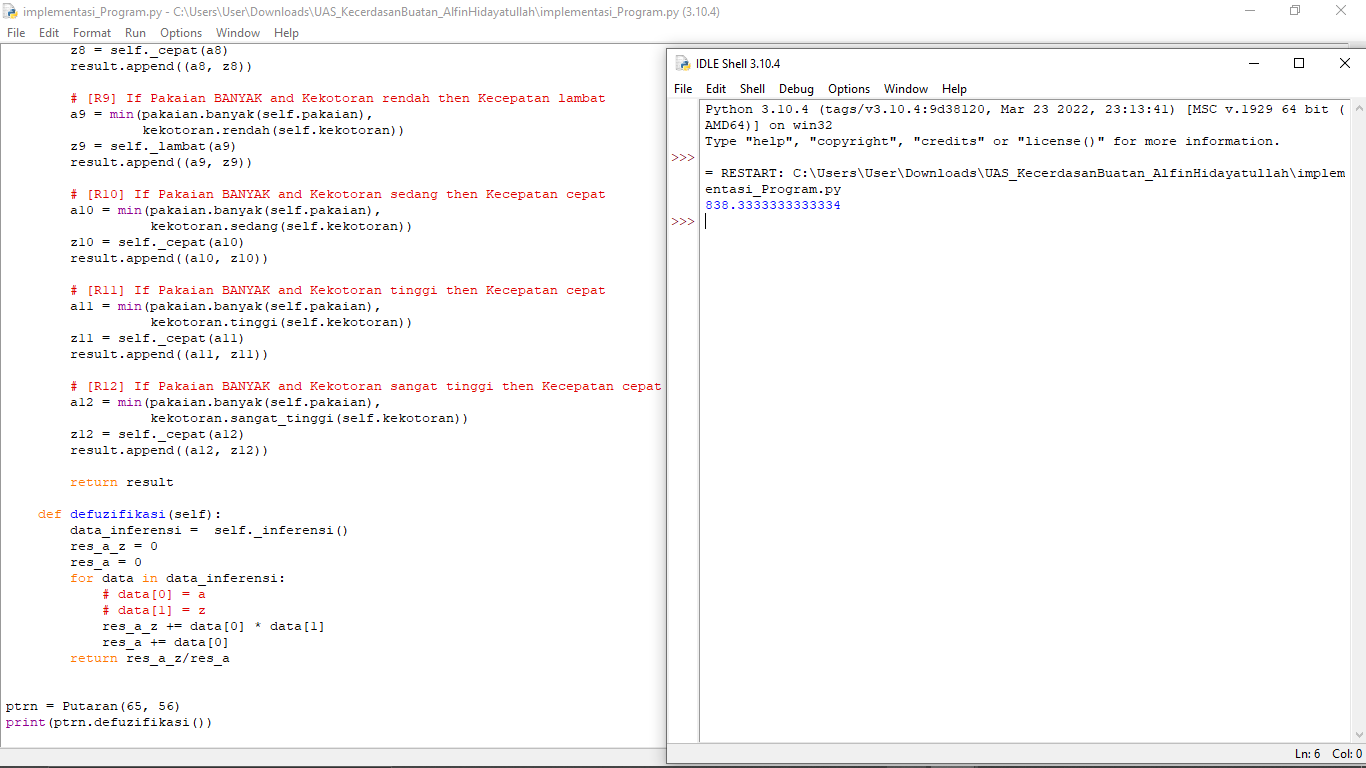 implementasi_Program.py - C:\Users\User\Downloads\UAS_KecerdasanBuatan_AlfinHidayatullah\implementasi_Program.py (3.10.4)
File Edit Format Run Options Window Help
z8 = self._cepat(a8)
result.append((a8, z8))
# [R9] If Pakaian BANYAK and Kekotoran rendah then Kecepatan lambat
a9 = min(pakaian.banyak(self.pakaian),
kekotoran.rendah(self.kekotoran))
z9 = self._lambat(a9)
result.append((a9, z9))
# [R10] If Pakaian BANYAK and Kekotoran sedang then Kecepatan cepat
a10 = min(pakaian.banyak(self.pakaian),
kekotoran.sedang(self.kekotoran))
z10 = self._cepat(a10)
result.append((a10, z10))
# [R11] If Pakaian BANYAK and Kekotoran tinggi then Kecepatan cepat
a11 = min(pakaian.banyak(self.pakaian),
kekotoran.tinggi(self.kekotoran))
z11 = self._cepat(a11)
result.append((a11, z11))
# [R12] If Pakaian BANYAK and Kekotoran sangat tinggi then Kecepatan cepat
a12 = min(pakaian.banyak(self.pakaian),
kekotoran.sangat_tinggi(self.kekotoran))
z12 = self._cepat(a12)
result.append((a12, z12))
return result
def defuzifikasi(self):
data_inferensi =  self._inferensi()
res_a_z = 0
res_a = 0
for data in data_inferensi:
# data[0] = a
# data[1] = z
res_a_z += data[0] * data[1]
res_a += data[0]
return res_a_z/res_a
ptrn = Putaran(65, 56)
print(ptrn.defuzifikasi())
IDLE Shell 3.10.4
File Edit Shell Debug Options Window Help
Python 3.10.4 (tags/v3.10.4:9d38120, Mar 23 2022, 23:13:41) [MSC v.1929 64 bit (
AMD64)] on win32
Type "help", "copyright", "credits" or "license()" for more information.
>>>
= RESTART: C:\Users\User\Downloads\UAS_KecerdasanBuatan_AlfinHidayatullah\implem
entasi_Program.py
838.3333333333334
>>>
Ln: 6 Col: 0